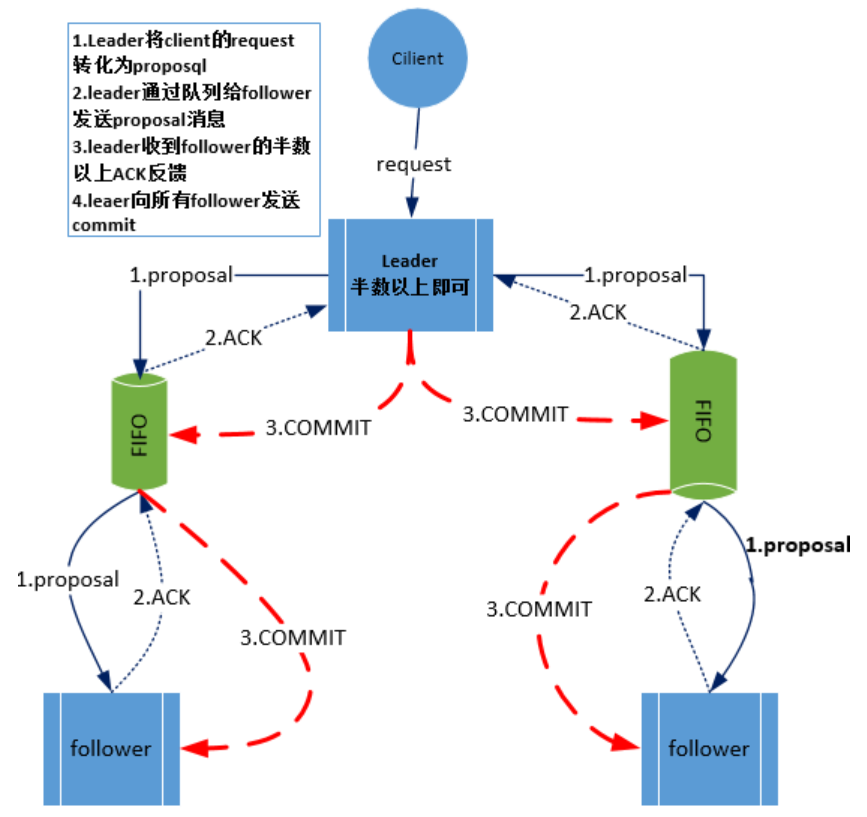 1.Leader将client的request
转化为proposql
2.leader通过队列给follower
发送proposal消息
3.leader收到follower的半数
以上ACK反馈
4.leaer向所有follower发送
commit
Cilient
request
Leader
半数以上即可
1.proposal
1.proposal
2.ACK
2.ACK
FIFO
FIFO
3.COMMIT
3.COMMIT
1.proposal
2.ACK
3.COMMIT
3.COMMIT
2.ACK
1.proposal
follower
follower